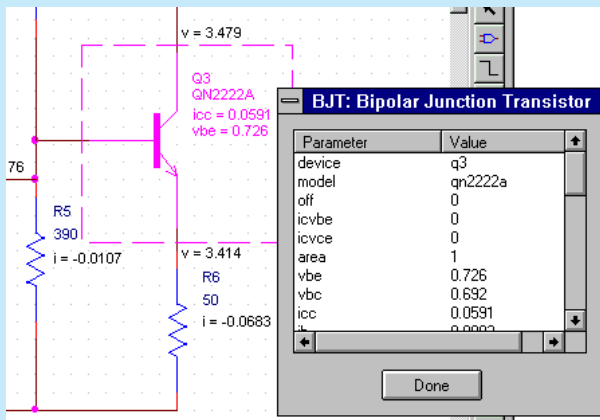 v = 3.479
Q3
QN2222A
icc = 0.0591
vbe = 0.726
76
R5
390
i = -0.0107
v = 3.414
R6
50
i = -0.0683
BJT: Bipolar Junction Transistor
Parameter Value
device q3
model qn2222a
off 0
icvbe 0
icvce 0
area 1
vbe 0.726
vbc 0.692
icc 0.0591
Done